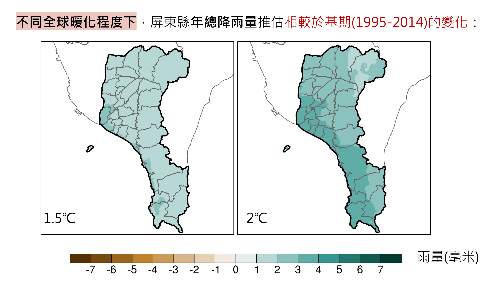 不同全球暖化程度下，屏東縣年總降雨量推估相較於基期(1995-2014)的變化：
1.5℃ 2℃
雨量(毫米)
-7 -6 -5 -4 -3 -2 -1 0 1 2 3 4 5 6 7